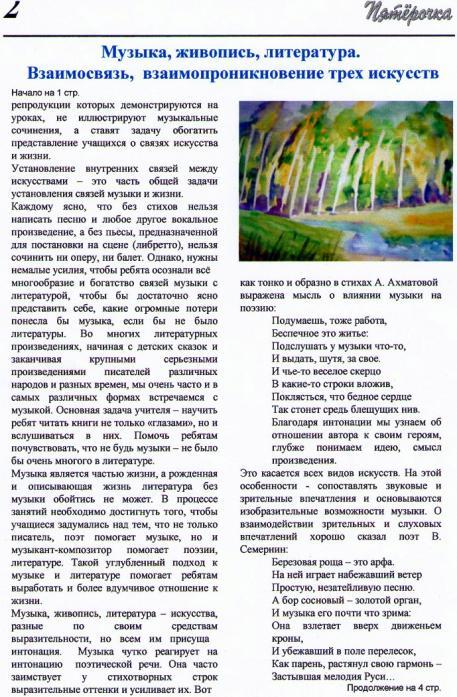 2
Пятёрочка
Музыка, живопись, литература.
Взаимосвязь, взаимопроникновение трех искусств
Начало на 1 стр.
репродукции которых демонстрируются на
уроках, не иллюстрируют музыкальные
сочинения, а ставят задачу обогатить
представление учащихся о связях искусства
и жизни.
Установление внутренних связей между
искусствами – это часть общей задачи
установления связей музыки и жизни.
Каждому ясно, что без стихов нельзя
написать песню и любое другое вокальное
произведение, а без пьесы, предназначенной
для постановки на сцене (либретто), нельзя
сочинить ни оперу, ни балет. Однако, нужны
немалые усилия, чтобы ребята осознали всё
многообразие и богатство связей музыки с
литературой, чтобы бы достаточно ясно
представить себе, какие огромные потери
понесла бы музыка, если бы не было
литературы. Во многих литературных
произведениях, начиная с детских сказок и
заканчивая крупными серьезными
произведениями писателей различных
народов и разных времен, мы очень часто и в
самых различных формах встречаемся с
музыкой. Основная задача учителя – научить
ребят читать книги не только «глазами», но и
вслушиваться в них. Помочь ребятам
почувствовать, что не будь музыки – не было
бы очень многого в литературе.
Музыка является частью жизни, а рожденная
и описывающая жизнь литература без
музыки обойтись не может. В процессе
занятий необходимо достигнуть того, чтобы
учащиеся задумались над тем, что не только
писатель, поэт помогает музыке, но и
музыкант-композитор помогает поэзии,
литературе. Такой углубленный подход к
музыке и литературе помогает ребятам
выработать и более вдумчивое отношение к
жизни.
Музыка, живопись, литература – искусства,
разные по своим средствам
выразительности, но всем им присуща
интонация. Музыка чутко реагирует на
интонацию поэтической речи. Она часто
заимствует у стихотворных строк
выразительные оттенки и усиливает их. Вот
как тонко и образно в стихах А. Ахматовой
выражена мысль о влиянии музыки на
поэзию:
Подумаешь, тоже работа,
Беспечное это житье:
Подслушать у музыки что-то,
И выдать, шутя, за свое.
И чье-то веселое скерцо
В какие-то строки вложив,
Поклясться, что бедное сердце
Так стонет средь блещущих нив.
Благодаря интонации мы узнаем об
отношении автора к своим героям,
глубже понимаем идею, смысл
произведения.
Это касается всех видов искусств. На этой
особенности - сопоставлять звуковые и
зрительные впечатления и основываются
изобразительные возможности музыки. О
взаимодействии зрительных и слуховых
впечатлений хорошо сказал поэт В.
Семернин:
Березовая роща – это арфа.
На ней играет набежавший ветер
Простую, незатейливую песню.
А бор сосновый – золотой орган,
И музыка его почти что зрима:
Она взлетает вверх движеньем
кроны,
И убежавший в поле перелесок,
Как парень, растянул свою гармонь –
Застывшая мелодия Руси…
Продолжение на 4 стр.